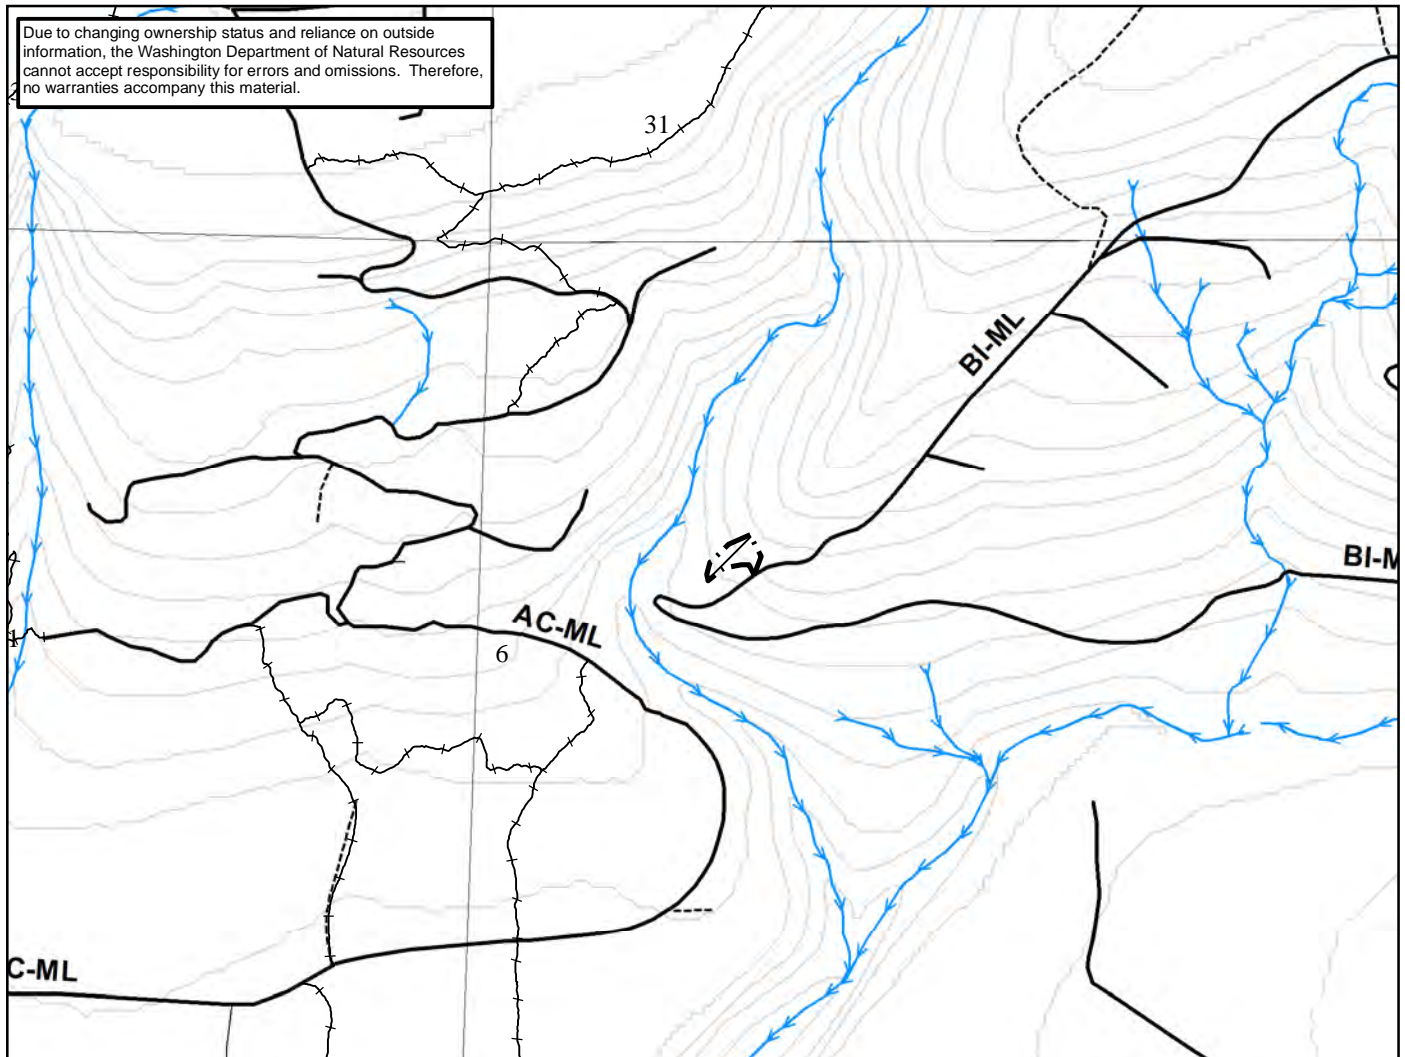 Due to changing ownership status and reliance on outside
information, the Washington Department of Natural Resources
cannot accept responsibility for errors and omissions. Therefore,
no warranties accompany this material.
31
BI-ML
BI-M
AC-ML
1
6
C-ML